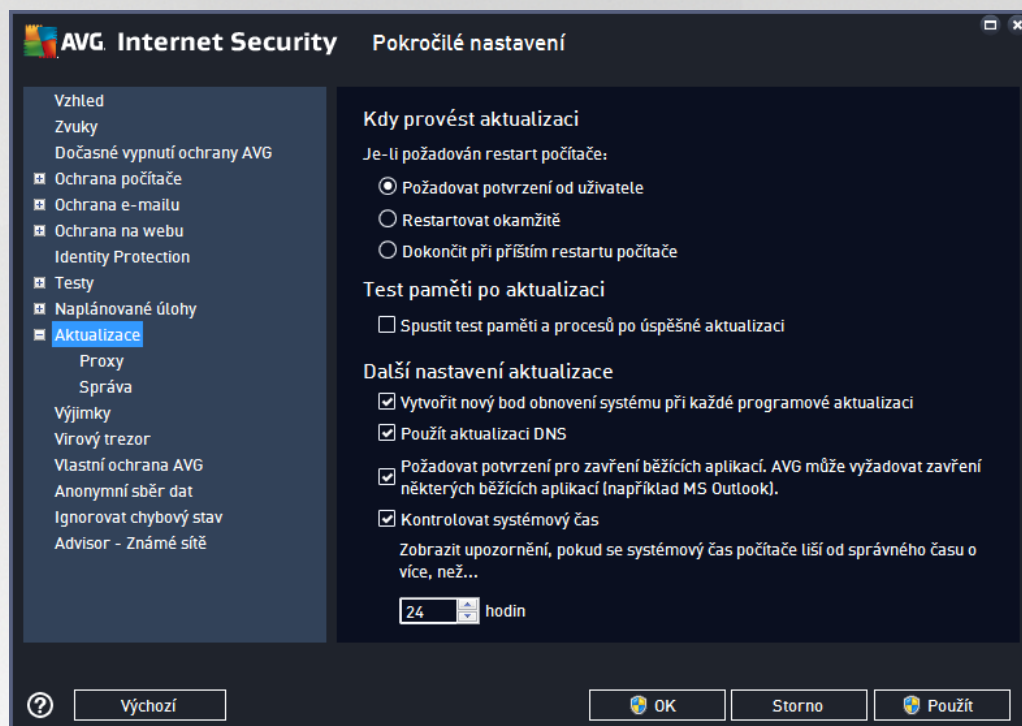 AVG. Internet Security
Pokročilé nastavení
Vzhled
Zvuky
Dočasné vypnutí ochrany AVG
Ochrana počítače
Ochrana e-mailu
Ochrana na webu
Identity Protection
Testy
Naplánované úlohy
Aktualizace
Proxy
Správa
Výjimky
Virový trezor
Vlastní ochrana AVG
Anonymní sběr dat
Ignorovat chybový stav
Advisor - Známé sítě
Kdy provést aktualizaci
Je-li požadován restart počítače:
Požadovat potvrzení od uživatele
Restartovat okamžitě
Dokončit při příštím restartu počítače
Test paměti po aktualizaci
Spustit test paměti a procesů po úspěšné aktualizaci
Další nastavení aktualizace
Vytvořit nový bod obnovení systému při každé programové aktualizaci
Použít aktualizaci DNS
Požadovat potvrzení pro zavření běžících aplikací. AVG může vyžadovat zavření
některých běžících aplikací (například MS Outlook).
Kontrolovat systémový čas
Zobrazit upozornění, pokud se systémový čas počítače liší od správného času o
více, než...
24 hodin
? Výchozí
OK
Storno
Použít